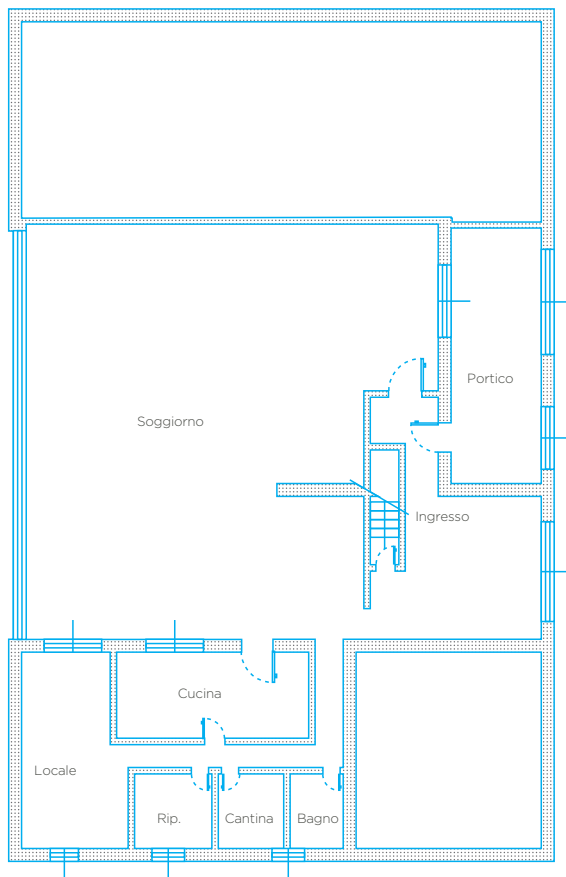 Portico
Soggiorno
Ingresso
Cucina
Locale
Rip.
Cantina
Bagno